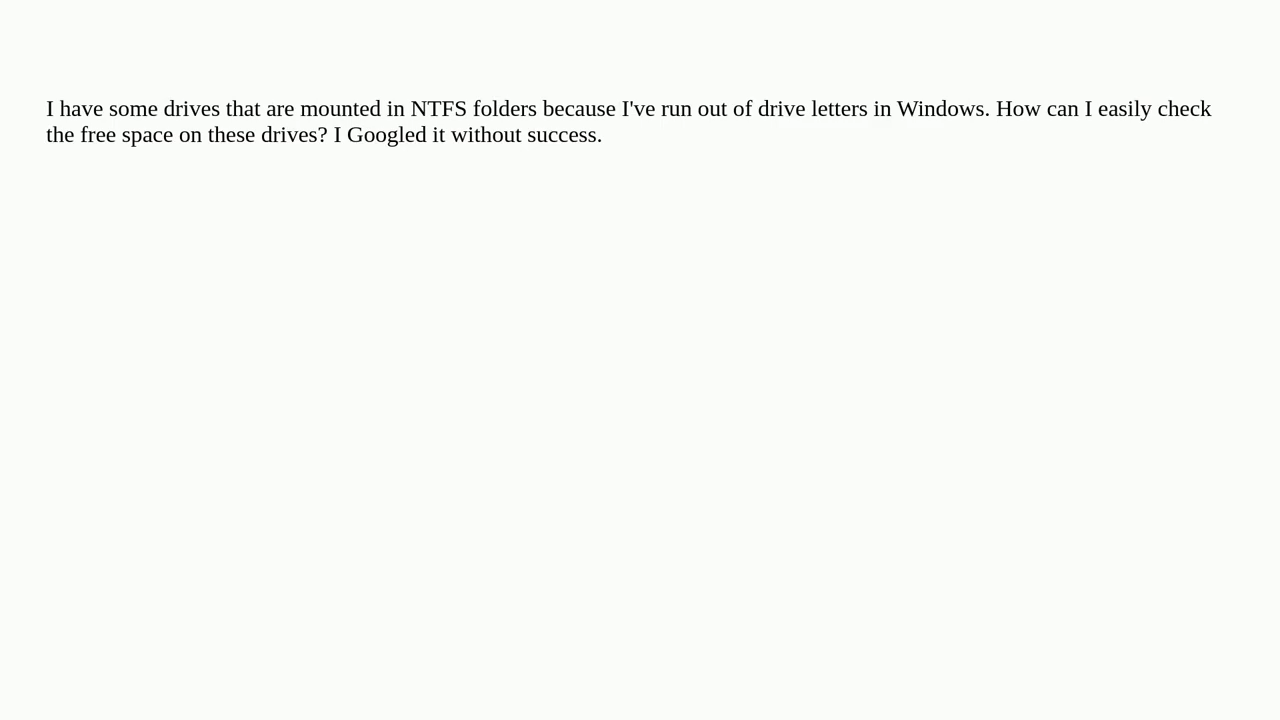 I have some drives that are mounted in NTFS folders because I've run out of drive letters in Windows. How can I easily check
the free space on these drives? I Googled it without success.